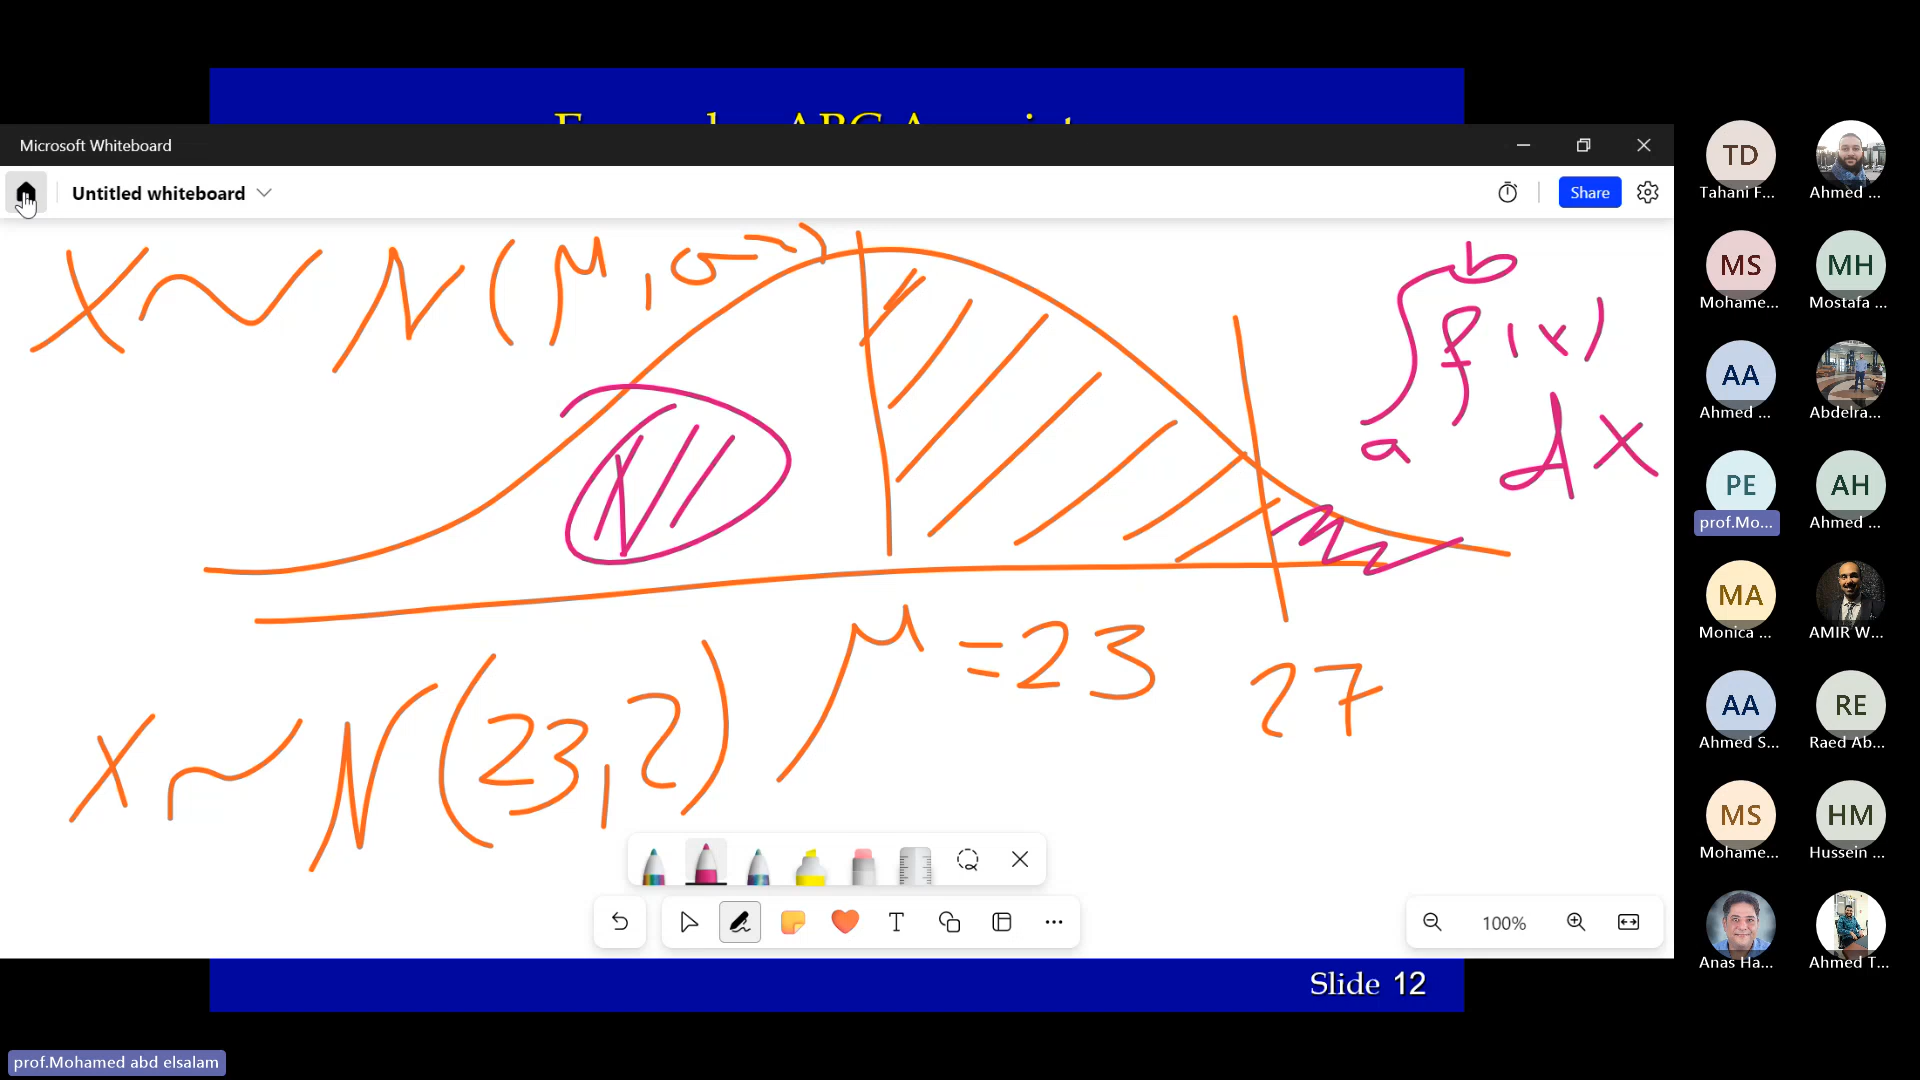 Microsoft Whiteboard
Untitled whiteboard
Share
X ~ N(μ, σ²)
∫ₐᵇ f(x) dx
μ = 23
27
X ~ N(23, 2)
100%
Slide 12
prof.Mohamed abd elsalam
TD
Tahani F...
Ahmed ...
MS
Mohame...
MH
Mostafa ...
AA
Ahmed ...
Abdelra...
PE
prof.Mo...
AH
Ahmed ...
MA
Monica ...
AMIR W...
AA
Ahmed S...
RE
Raed Ab...
MS
Mohame...
HM
Hussein ...
Anas Ha...
Ahmed T...